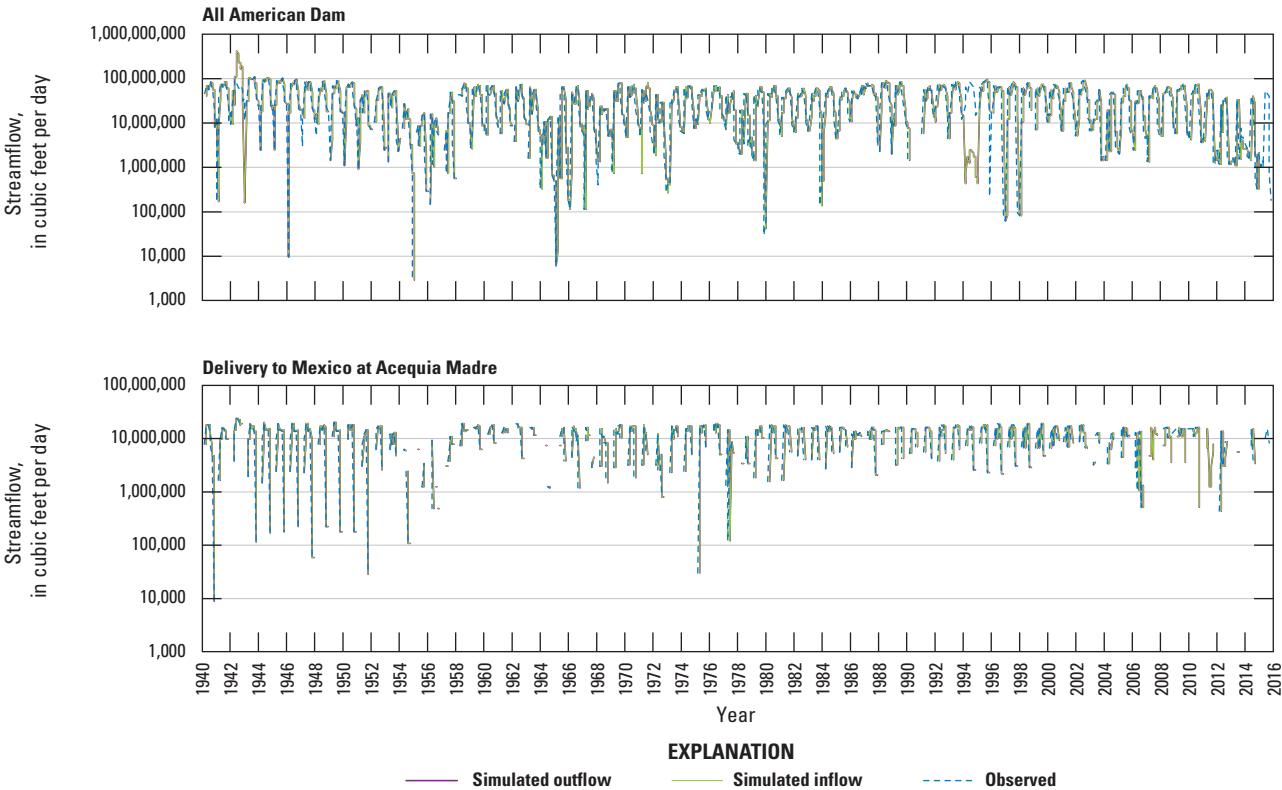 All American Dam
1,000,000,000
100,000,000
10,000,000
1,000,000
100,000
10,000
1,000
Streamflow,
in cubic feet per day
Delivery to Mexico at Acequia Madre
100,000,000
10,000,000
1,000,000
100,000
10,000
1,000
Streamflow,
in cubic feet per day
1940 1942 1944 1946 1948 1950 1952 1954 1956 1958 1960 1962 1964 1966 1968 1970 1972 1974 1976 1978 1980 1982 1984 1986 1988 1990 1992 1994 1996 1998 2000 2002 2004 2006 2008 2010 2012 2014 2016
Year
EXPLANATION
Simulated outflow Simulated inflow Observed